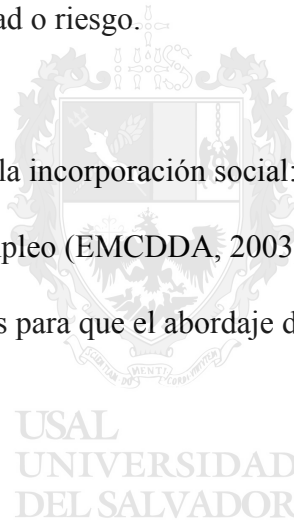 ad o riesgo.
la incorporación social:
pleo (EMCDDA, 2003
s para que el abordaje d
USAL
UNIVERSIDAD
DEL SALVADOR